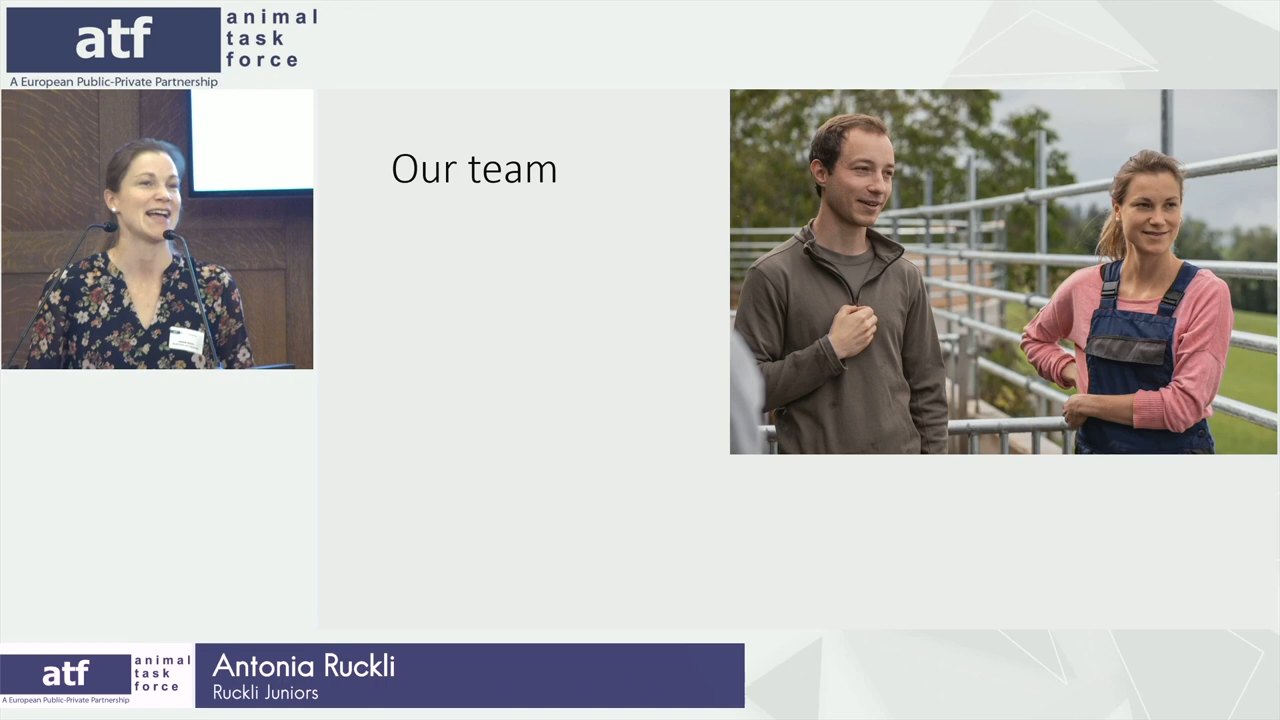 atf
animal
task
force
A European Public-Private Partnership
Our team
atf
animal
task
force
A European Public-Private Partnership
Antonia Ruckli
Ruckli Juniors